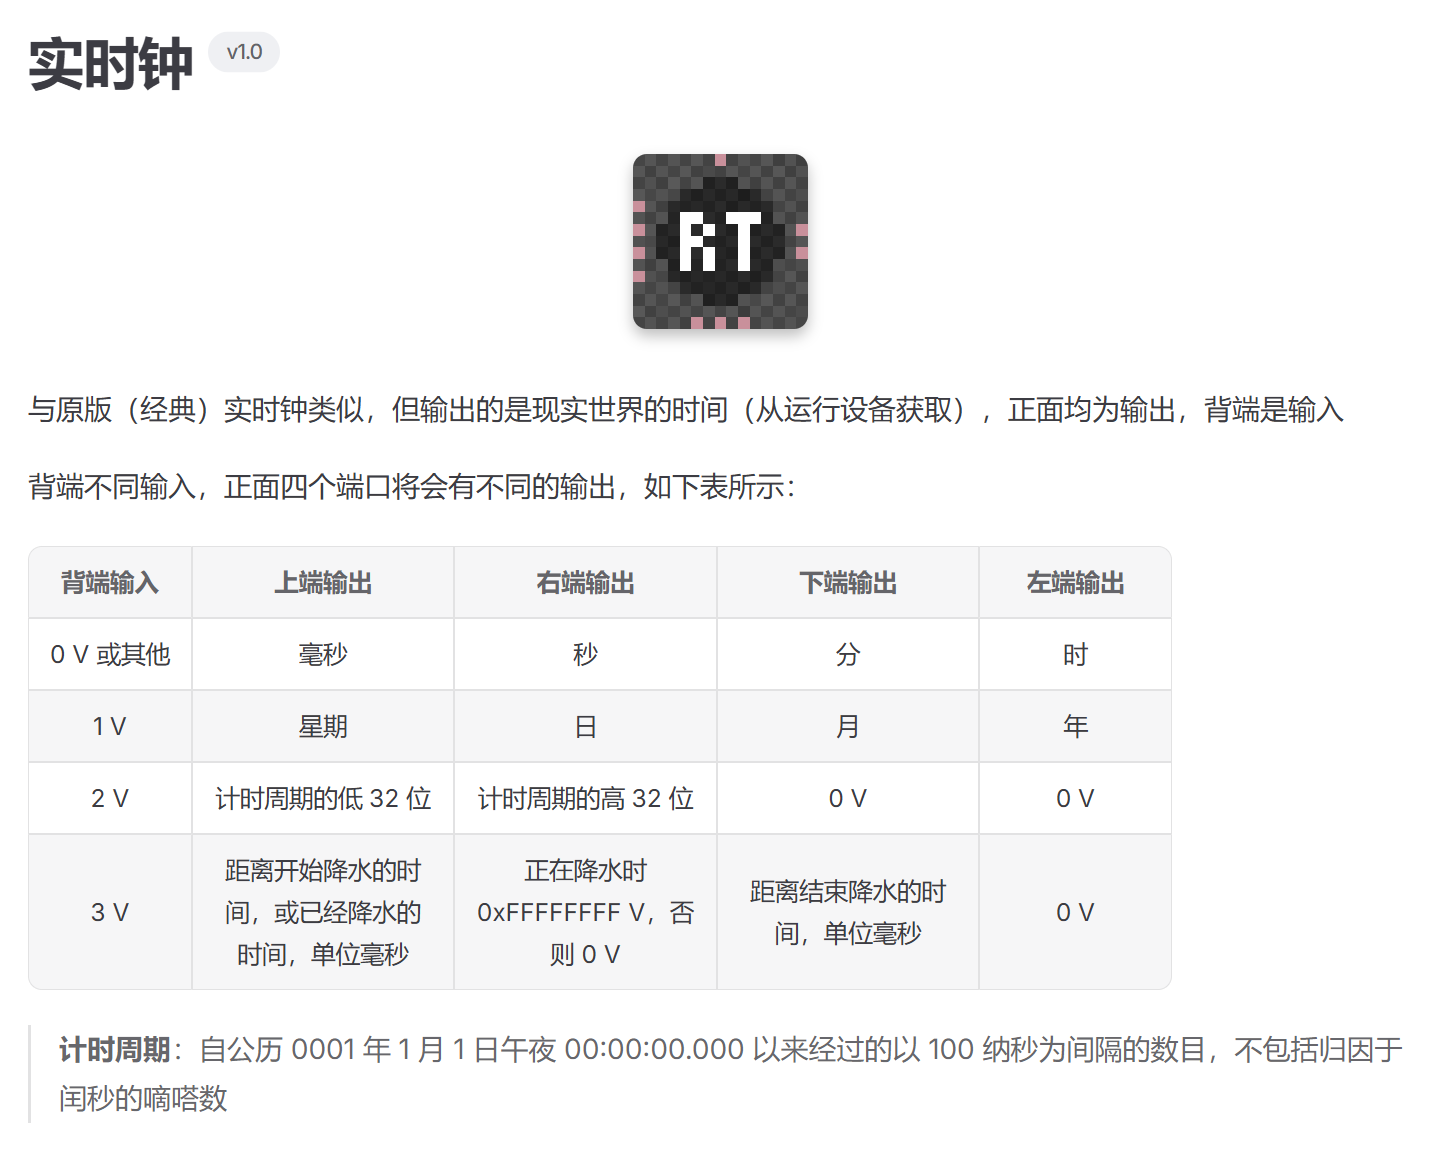 实时钟 v1.0
RT
与原版（经典）实时钟类似，但输出的是现实世界的时间（从运行设备获取），正面均为输出，背端是输入
背端不同输入，正面四个端口将会有不同的输出，如下表所示：
背端输入 上端输出 右端输出 下端输出 左端输出
0 V 或其他 毫秒 秒 分 时
1 V 星期 日 月 年
2 V 计时周期的低 32 位 计时周期的高 32 位 0 V 0 V
3 V 距离开始降水的时间，或已经降水的时间，单位毫秒 正在降水时 0xFFFFFFFF V，否则 0 V 距离结束降水的时间，单位毫秒 0 V
计时周期：自公历 0001 年 1 月 1 日午夜 00:00:00.000 以来经过的以 100 纳秒为间隔的数目，不包括归因于
闰秒的嘀嗒数